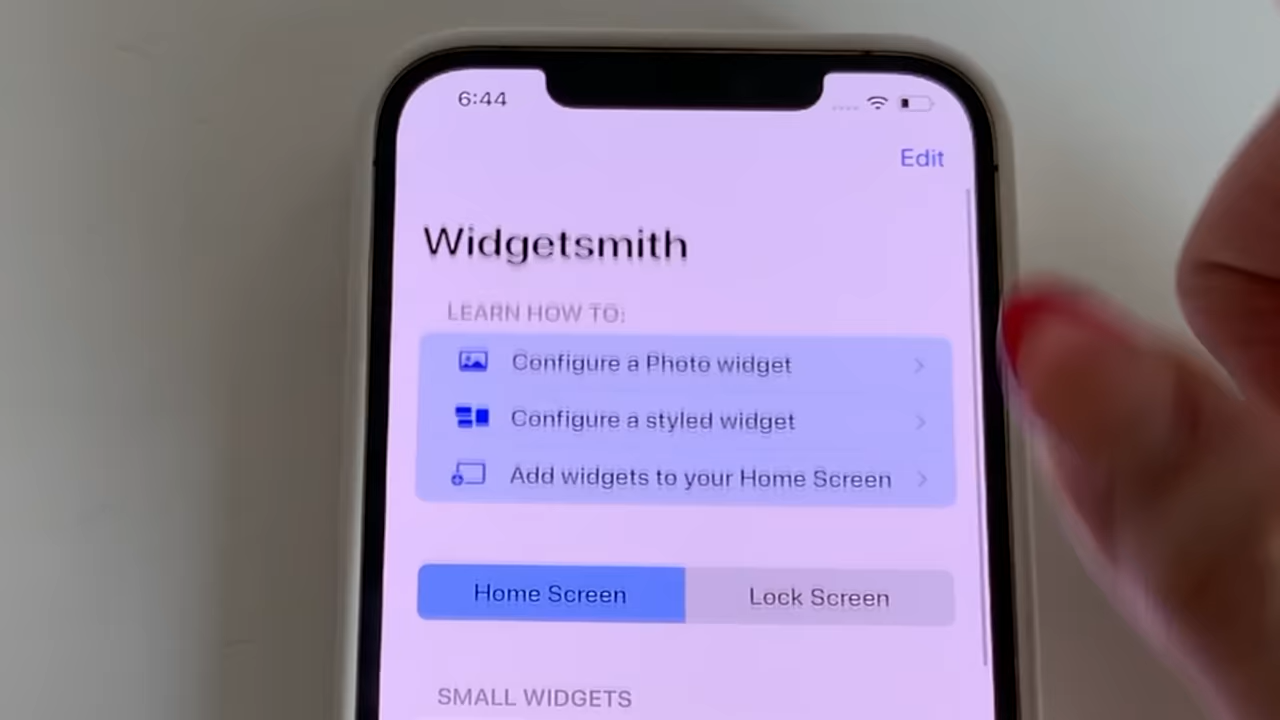 6:44
Edit
Widgetsmith
LEARN HOW TO:
Configure a Photo widget
Configure a styled widget
Add widgets to your Home Screen
Home Screen
Lock Screen
SMALL WIDGETS